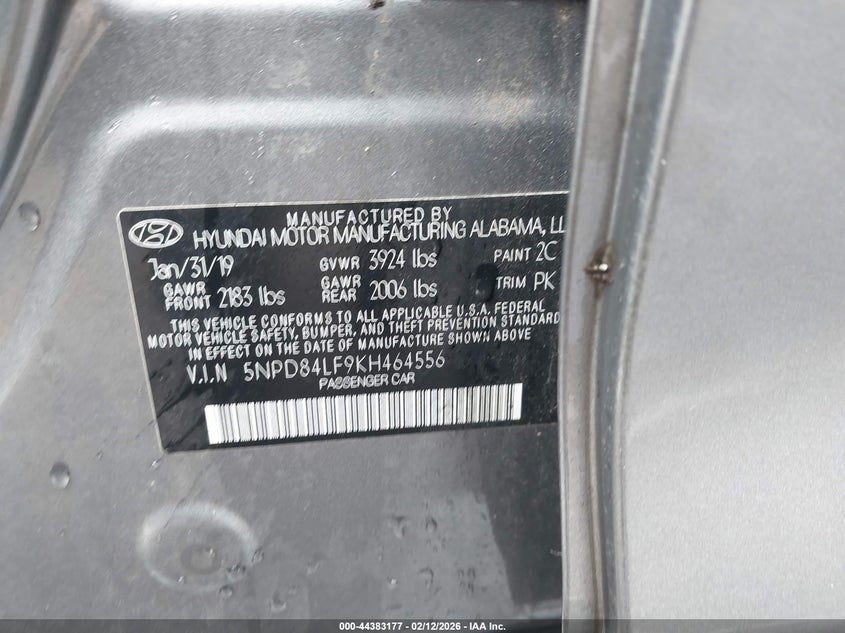 MANUFACTURED BY
HYUNDAI MOTOR MANUFACTURING ALABAMA, LL
Jan/31/19 GVWR 3924 lbs PAINT 2C
GAWR FRONT 2183 lbs GAWR REAR 2006 lbs TRIM PK
THIS VEHICLE CONFORMS TO ALL APPLICABLE U.S.A. FEDERAL
MOTOR VEHICLE SAFETY, BUMPER, AND THEFT PREVENTION STANDARD
IN EFFECT ON THE DATE OF MANUFACTURE SHOWN ABOVE
V.I.N 5NPD84LF9KH464556
PASSENGER CAR
000-44383177 - 02/12/2026 - IAA Inc.